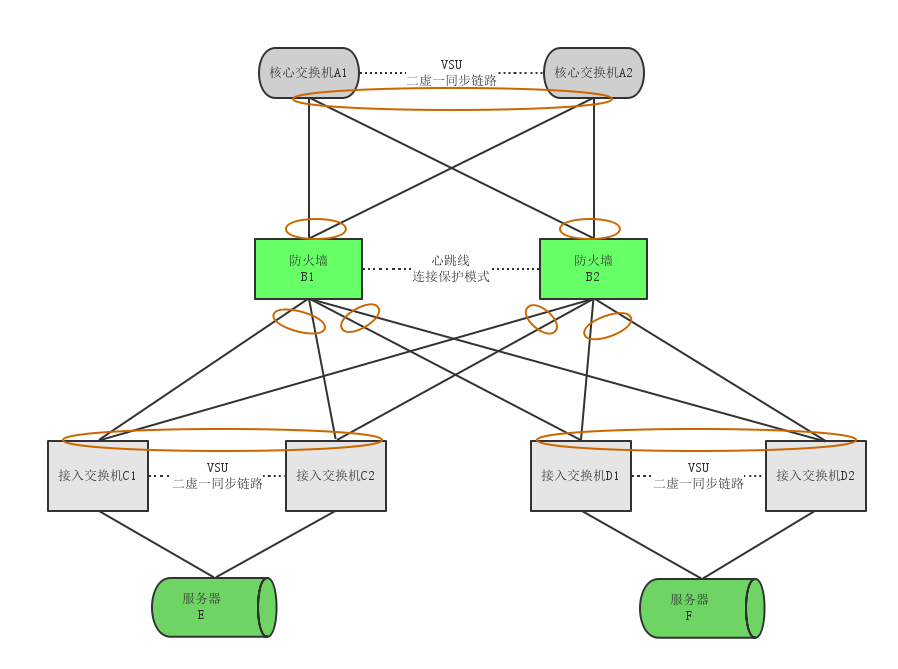 核心交换机A1
VSU
二虚一同步链路
核心交换机A2
防火墙
B1
心跳线
连接保护模式
防火墙
B2
接入交换机C1
VSU
二虚一同步链路
接入交换机C2
接入交换机D1
VSU
二虚一同步链路
接入交换机D2
服务器
E
服务器
F